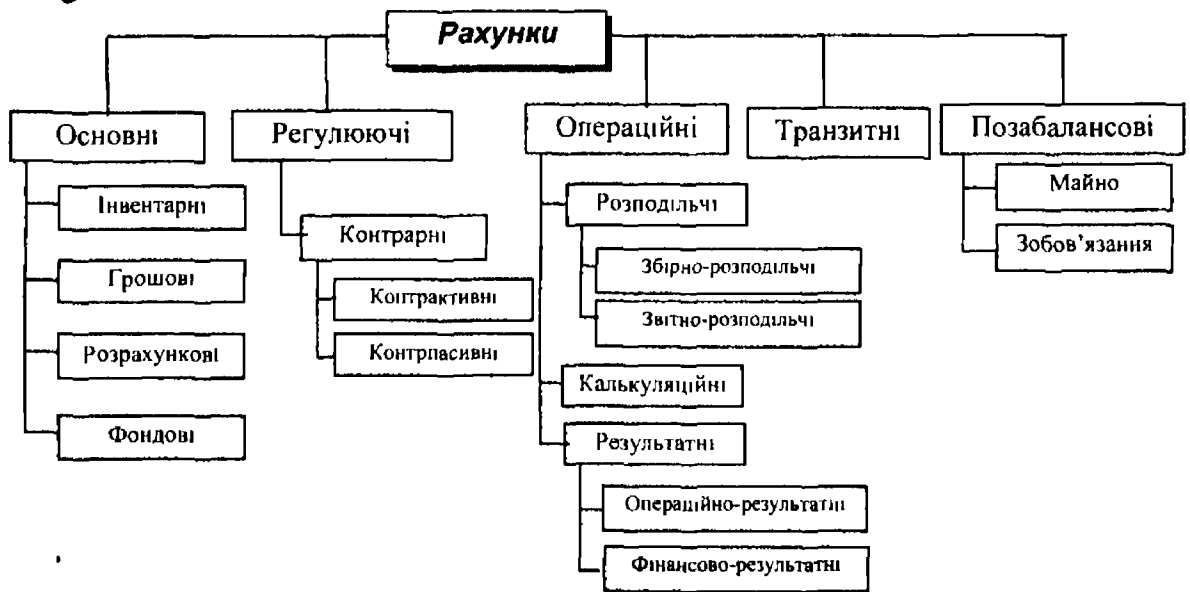 Рахунки
Основні
Регулюючі
Операційні
Транзитні
Позабалансові
Інвентарні
Грошові
Розрахункові
Фондові
Контрарні
Контрактивні
Контрпасивні
Розподільчі
Збірно-розподільчі
Звітно-розподільчі
Калькуляційні
Результатні
Операційно-результатні
Фінансово-результатні
Майно
Зобов’язання